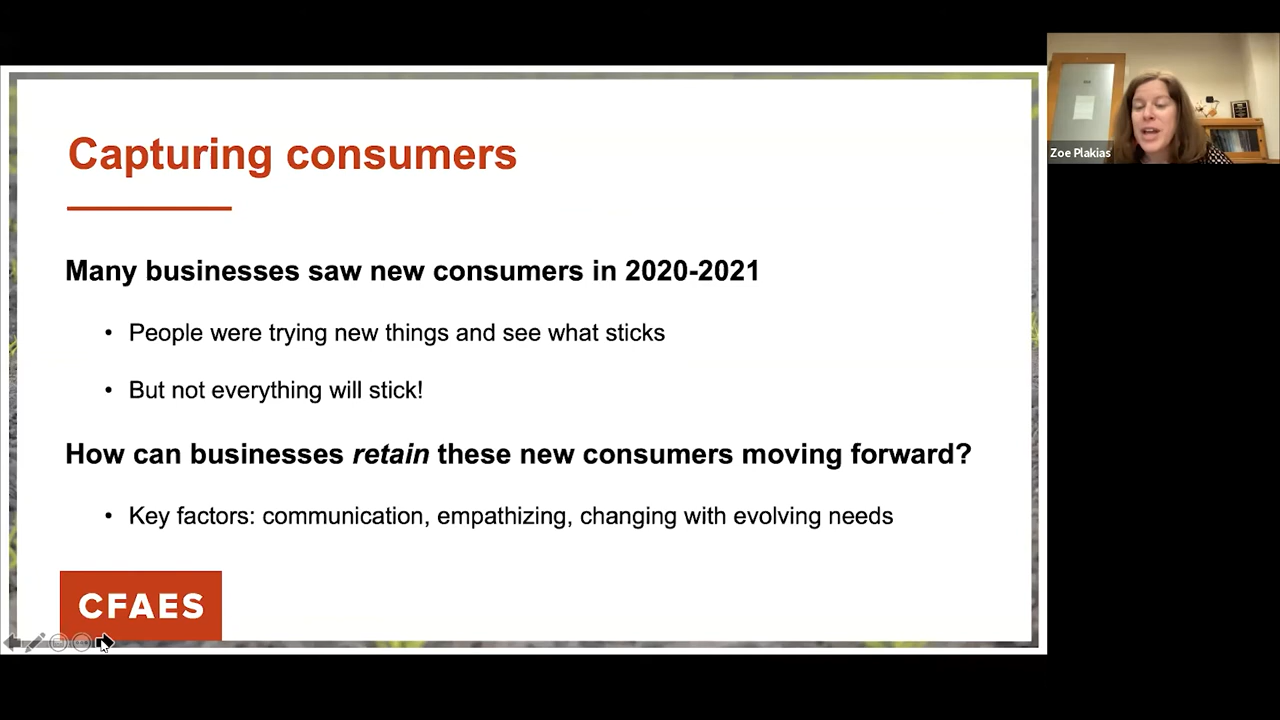 Capturing consumers
Many businesses saw new consumers in 2020-2021
• People were trying new things and see what sticks
• But not everything will stick!
How can businesses retain these new consumers moving forward?
• Key factors: communication, empathizing, changing with evolving needs
CFAES
Zoe Plakias